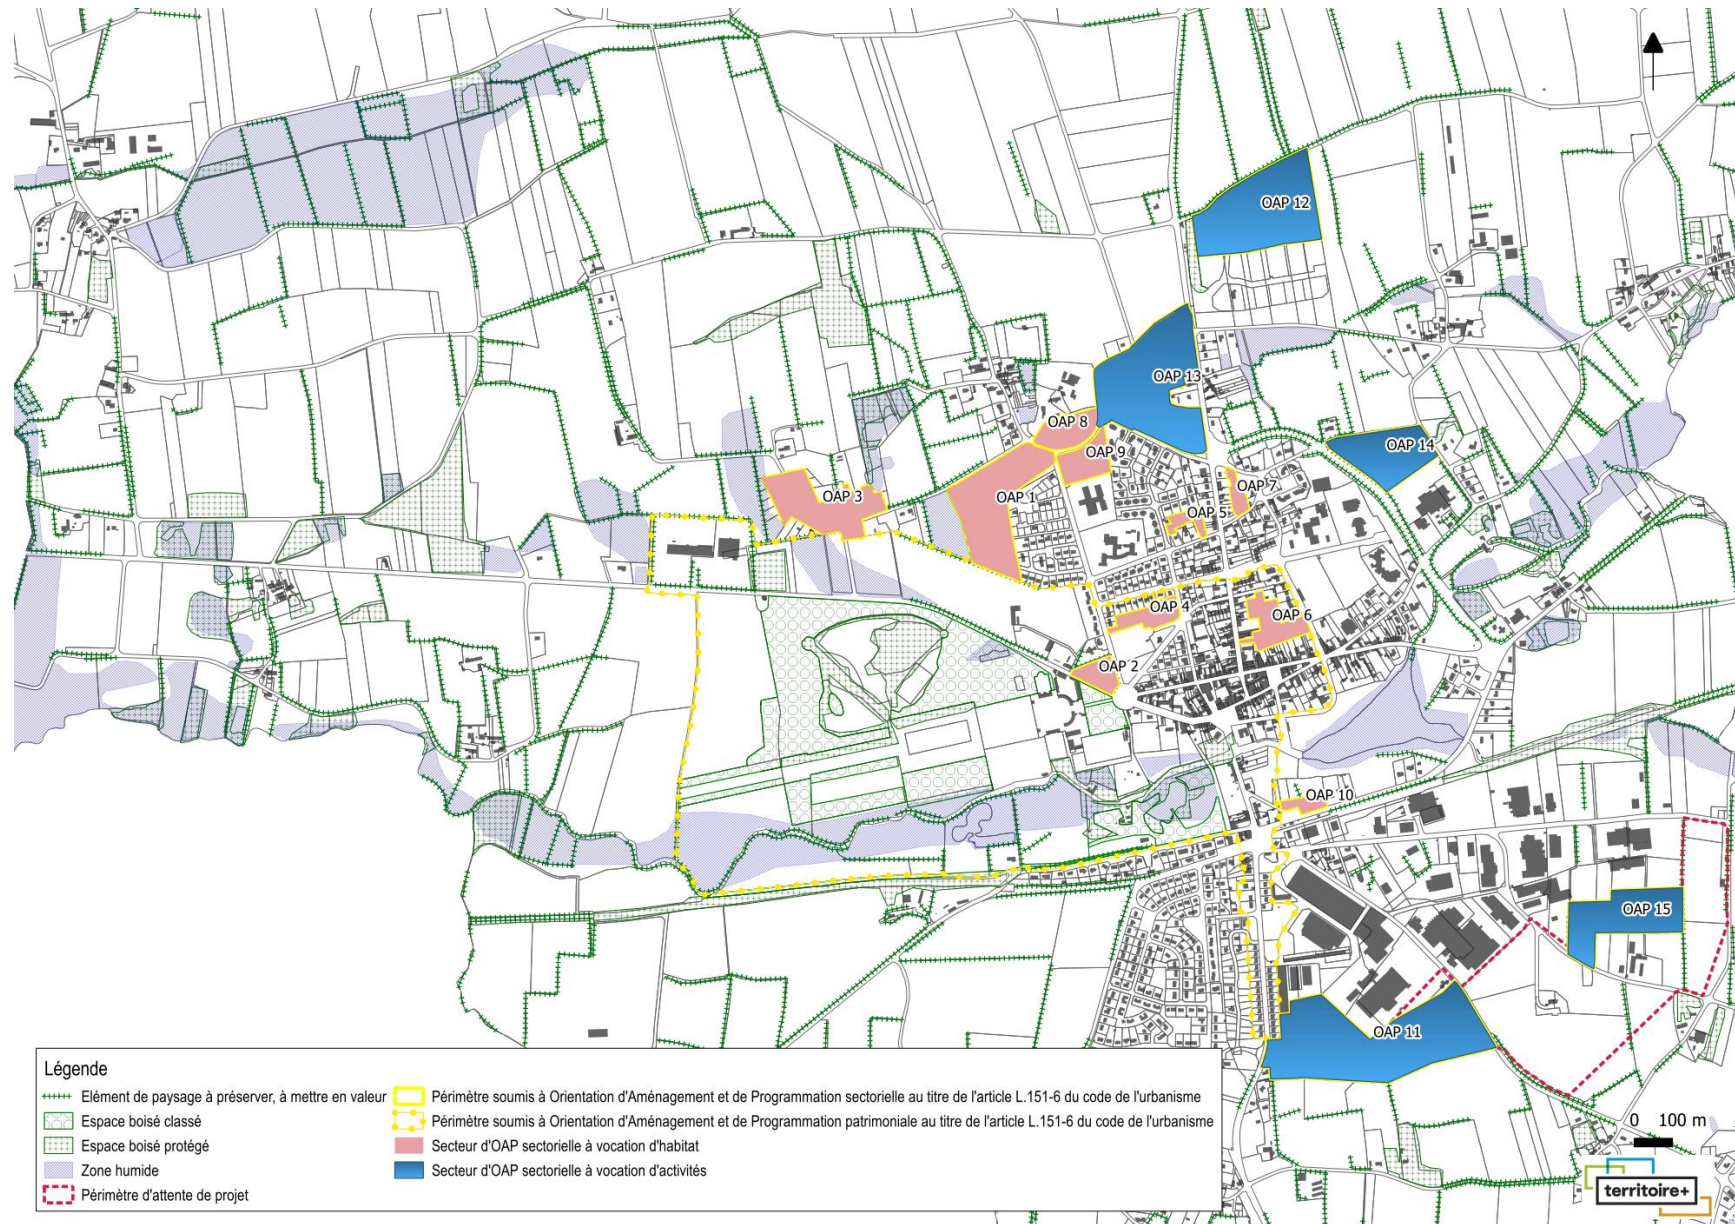 OAP 12
OAP 13
OAP 8
OAP 14
OAP 9
OAP 3
OAP 1
OAP 7
OAP 5
OAP 4
OAP 6
OAP 2
OAP 10
OAP 15
OAP 11
Légende
Elément de paysage à préserver, à mettre en valeur
Espace boisé classé
Espace boisé protégé
Zone humide
Périmètre d'attente de projet
Périmètre soumis à Orientation d'Aménagement et de Programmation sectorielle au titre de l'article L.151-6 du code de l'urbanisme
Périmètre soumis à Orientation d'Aménagement et de Programmation patrimoniale au titre de l'article L.151-6 du code de l'urbanisme
Secteur d'OAP sectorielle à vocation d'habitat
Secteur d'OAP sectorielle à vocation d'activités
0 100 m
territoire+